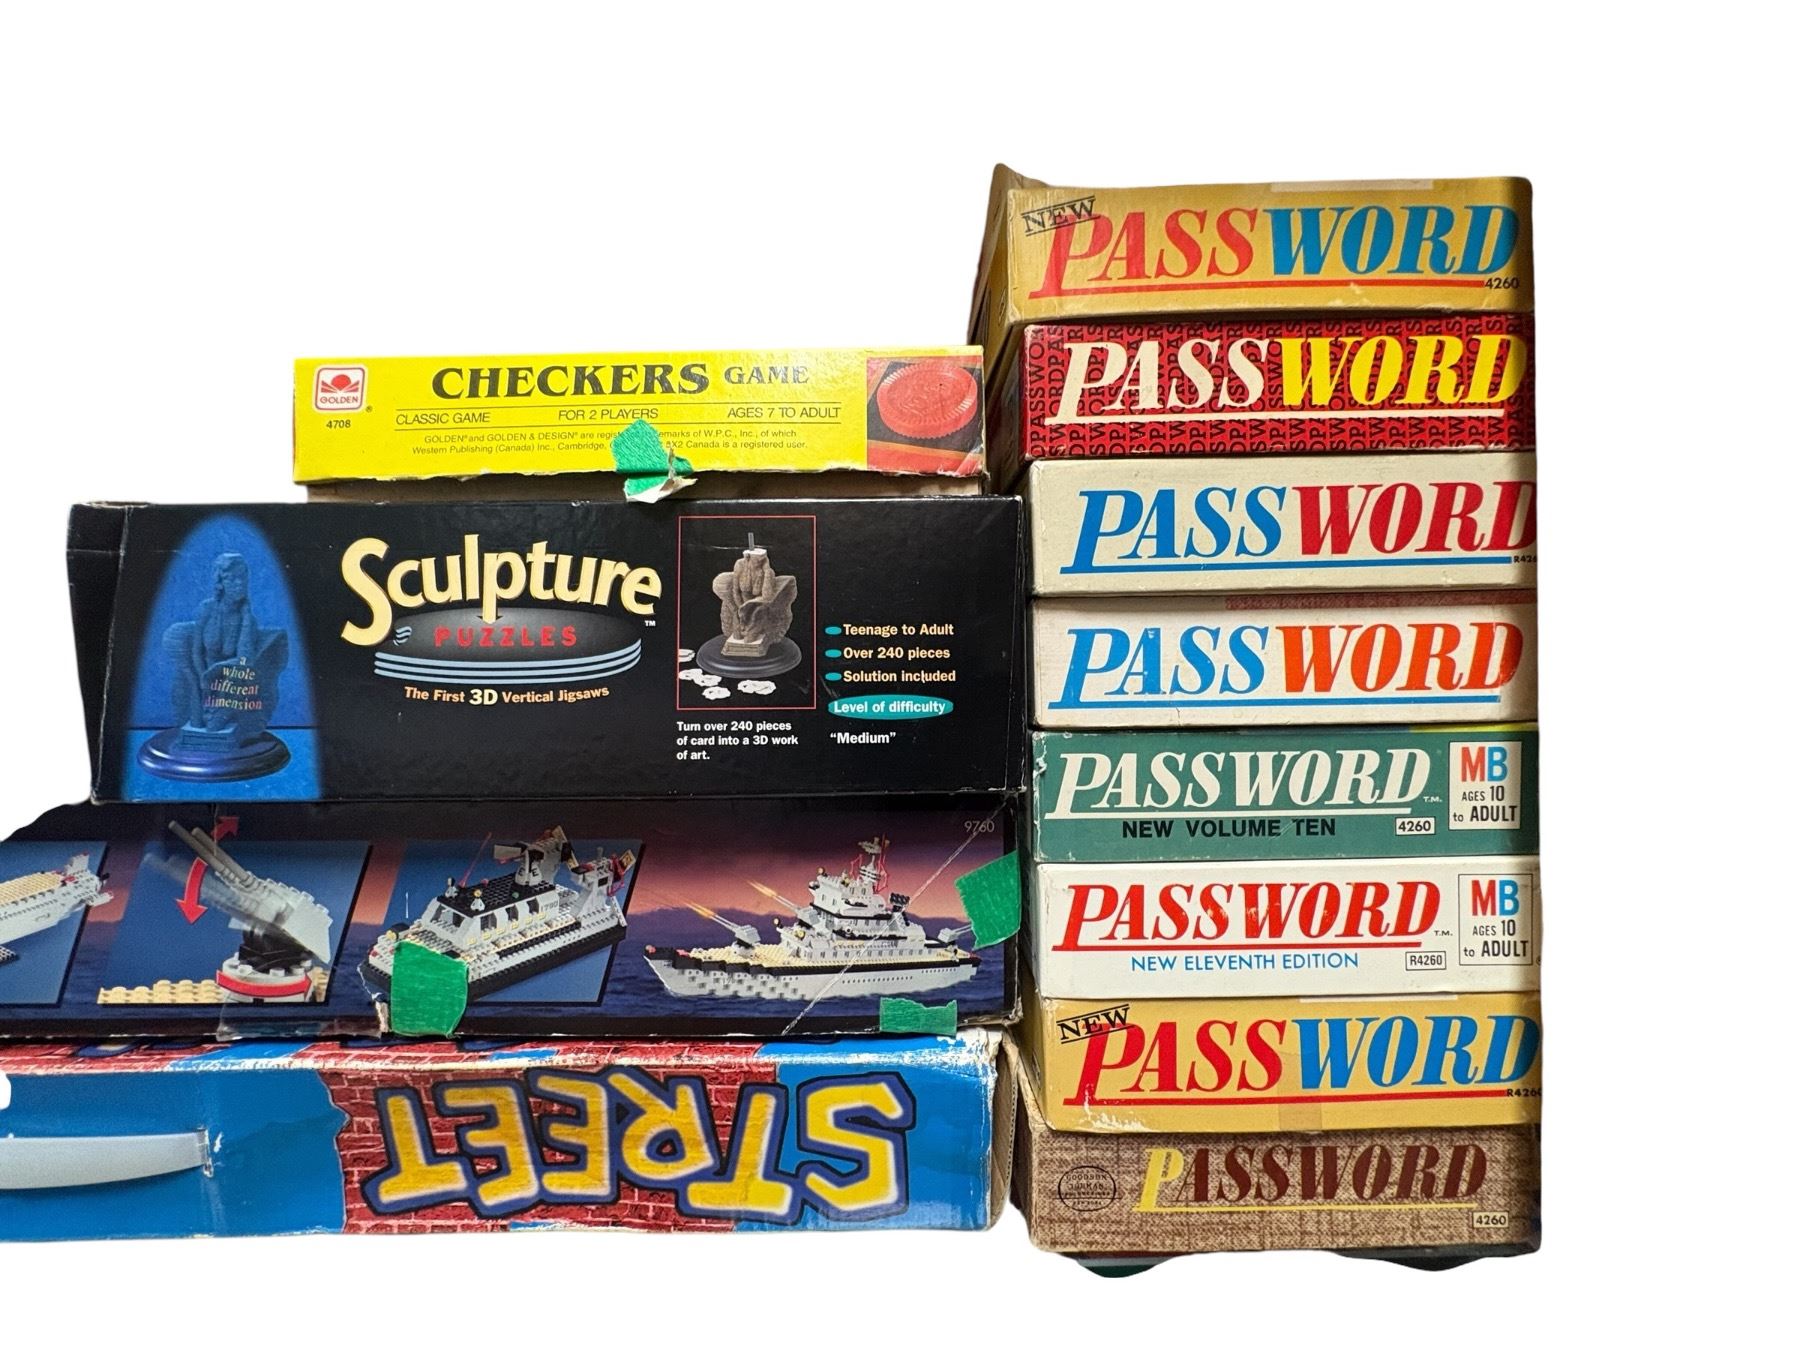 CHECKERS GAME
GOLDEN®
4708
CLASSIC GAME FOR 2 PLAYERS AGES 7 TO ADULT
GOLDEN® and GOLDEN & DESIGN® are of W.P.C., Inc., of which
Western Publishing (Canada) Inc., Cambridge, Canada is a registered user.
Sculpture
PUZZLES™
The First 3D Vertical Jigsaws
a
whole
different
dimension
Turn over 240 pieces
of card into a 3D work
of art.
Teenage to Adult
Over 240 pieces
Solution included
Level of difficulty
“Medium”
9760
STREET
NEW
PASSWORD
4260
PASSWORD
PASSWORD
PASSWORD
PASSWORD T.M.
NEW VOLUME TEN
4260
MB
AGES 10
to ADULT
PASSWORD T.M.
NEW ELEVENTH EDITION
R4260
MB
AGES 10
to ADULT
NEW
PASSWORD
PASSWORD
4260